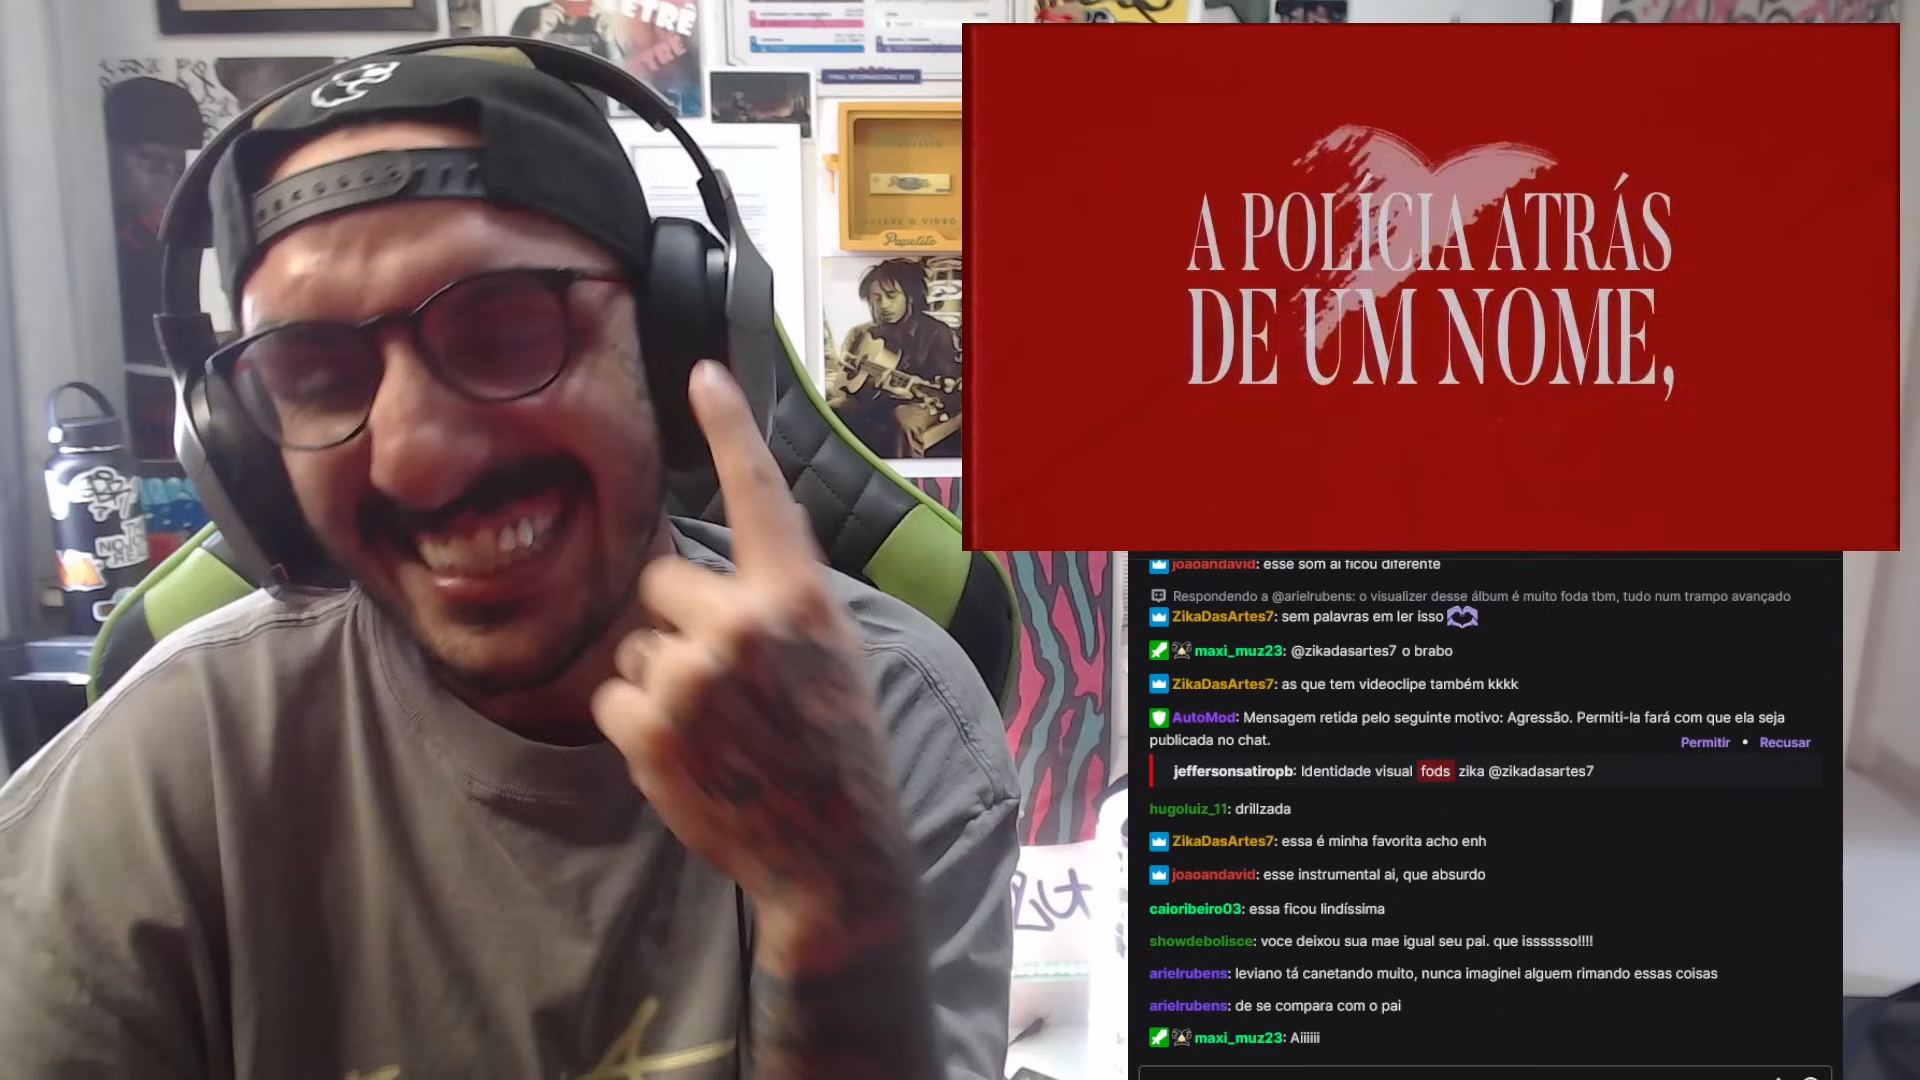 A POLÍCIA ATRÁS
DE UM NOME,
joaoandavid: esse som ai ficou diferente
Respondendo a @arielrubens: o visualizer desse álbum é muito foda tbm, tudo num trampo avançado
ZikaDasArtes7: sem palavras em ler isso
maxi_muz23: @zikadasartes7 o brabo
ZikaDasArtes7: as que tem videoclipe também kkkk
AutoMod: Mensagem retida pelo seguinte motivo: Agressão. Permiti-la fará com que ela seja
publicada no chat.
Permitir • Recusar
jeffersonsatiropb: Identidade visual fods zika @zikadasartes7
hugoluiz_11: drillzada
ZikaDasArtes7: essa é minha favorita acho enh
joaoandavid: esse instrumental ai, que absurdo
caioribeiro03: essa ficou lindíssima
showdebolisce: voce deixou sua mae igual seu pai. que isssssso!!!!
arielrubens: leviano tá canetando muito, nunca imaginei alguem rimando essas coisas
arielrubens: de se compara com o pai
maxi_muz23: Aiiiiii
Papelito